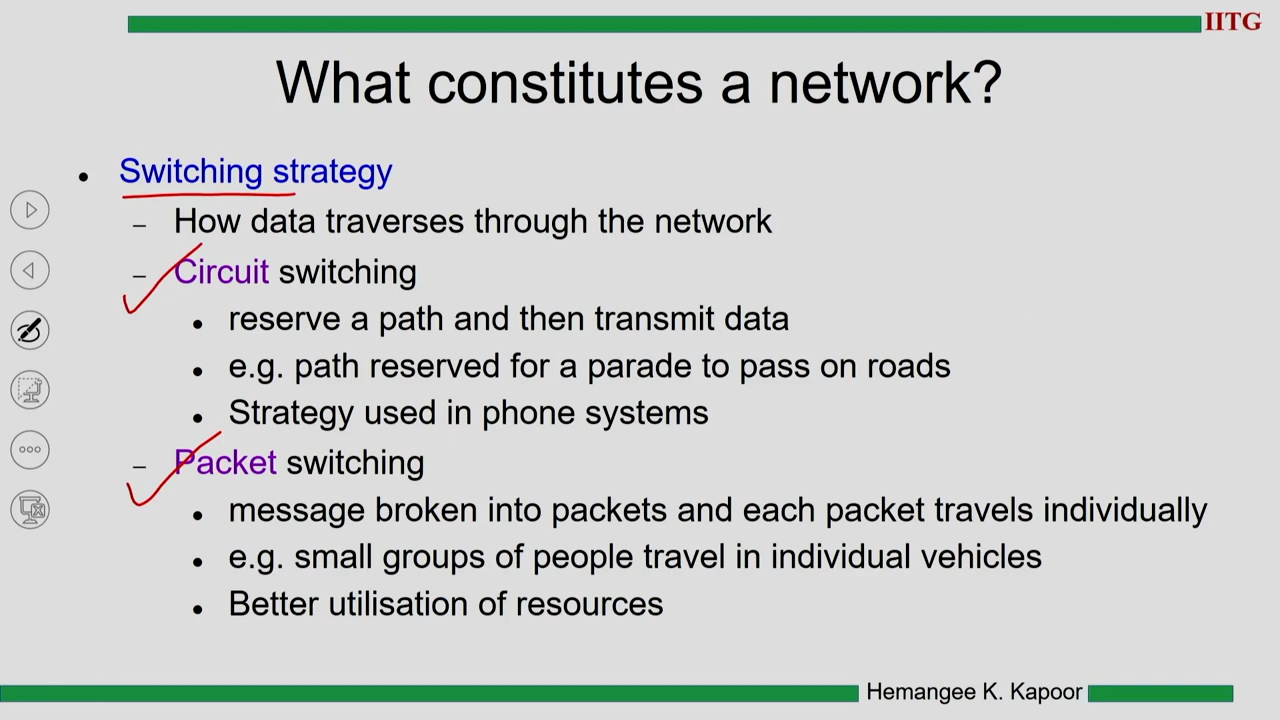 IITG
What constitutes a network?
• Switching strategy
– How data traverses through the network
– Circuit switching
• reserve a path and then transmit data
• e.g. path reserved for a parade to pass on roads
• Strategy used in phone systems
– Packet switching
• message broken into packets and each packet travels individually
• e.g. small groups of people travel in individual vehicles
• Better utilisation of resources
Hemangee K. Kapoor